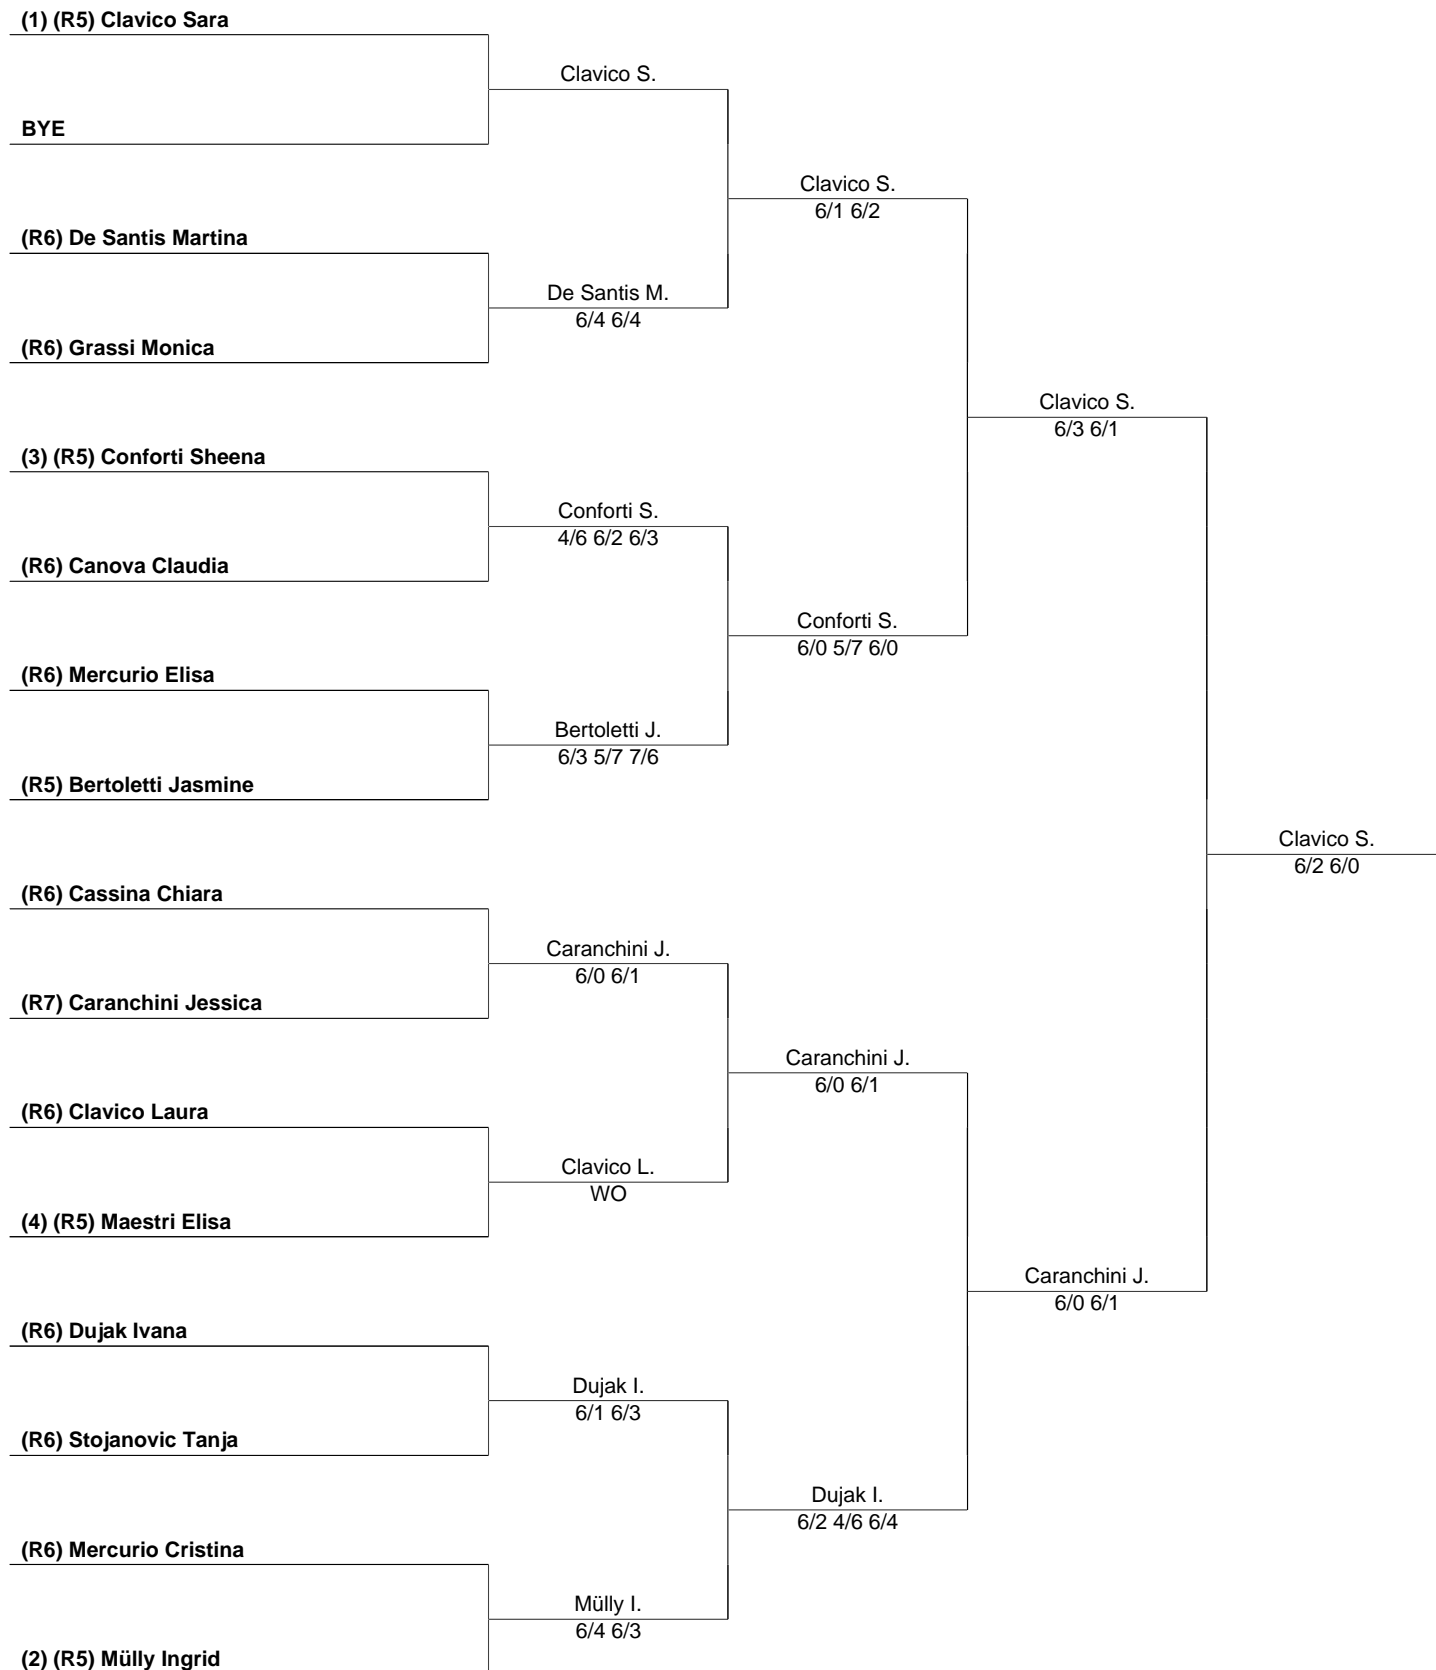 (1) (R5) Clavico Sara
Clavico S.
BYE
Clavico S.
6/1 6/2
(R6) De Santis Martina
De Santis M.
6/4 6/4
(R6) Grassi Monica
Clavico S.
6/3 6/1
(3) (R5) Conforti Sheena
Conforti S.
4/6 6/2 6/3
(R6) Canova Claudia
Conforti S.
6/0 5/7 6/0
(R6) Mercurio Elisa
Bertoletti J.
6/3 5/7 7/6
(R5) Bertoletti Jasmine
Clavico S.
6/2 6/0
(R6) Cassina Chiara
Caranchini J.
6/0 6/1
(R7) Caranchini Jessica
Caranchini J.
6/0 6/1
(R6) Clavico Laura
Clavico L.
WO
(4) (R5) Maestri Elisa
Caranchini J.
6/0 6/1
(R6) Dujak Ivana
Dujak I.
6/1 6/3
(R6) Stojanovic Tanja
Dujak I.
6/2 4/6 6/4
(R6) Mercurio Cristina
Mülly I.
6/4 6/3
(2) (R5) Mülly Ingrid